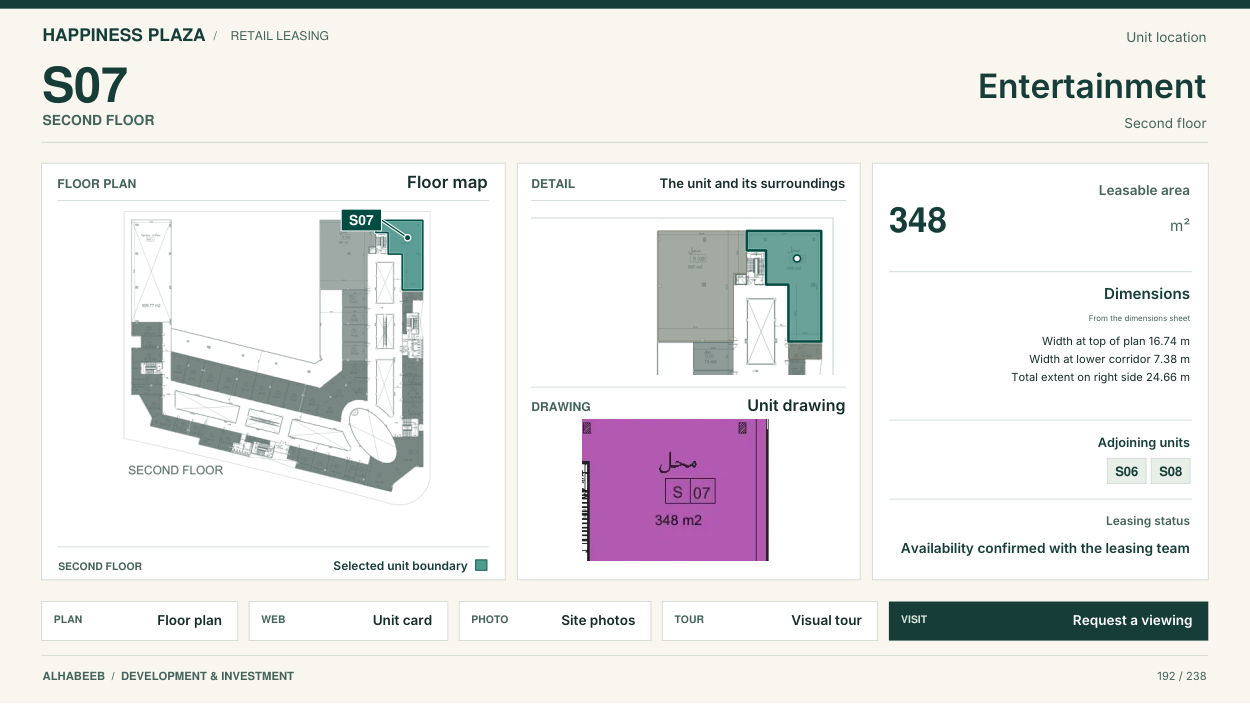 HAPPINESS PLAZA / RETAIL LEASING
Unit location
S07
Entertainment
SECOND FLOOR
Second floor
FLOOR PLAN
Floor map
S07
SECOND FLOOR
SECOND FLOOR
Selected unit boundary
DETAIL
The unit and its surroundings
DRAWING
Unit drawing
محل
S 07
348 m2
Leasable area
348 m²
Dimensions
From the dimensions sheet
Width at top of plan 16.74 m
Width at lower corridor 7.38 m
Total extent on right side 24.66 m
Adjoining units
S06 S08
Leasing status
Availability confirmed with the leasing team
PLAN Floor plan
WEB Unit card
PHOTO Site photos
TOUR Visual tour
VISIT Request a viewing
ALHABEEB / DEVELOPMENT & INVESTMENT
192 / 238